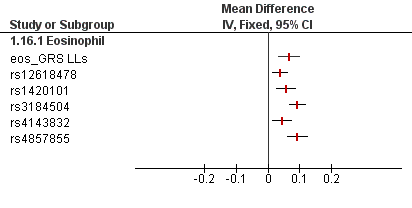 Mean Difference
Study or Subgroup IV, Fixed, 95% CI
1.16.1 Eosinophil
eos_GRS LLs
rs12618478
rs1420101
rs3184504
rs4143832
rs4857855
-0.2 -0.1 0 0.1 0.2